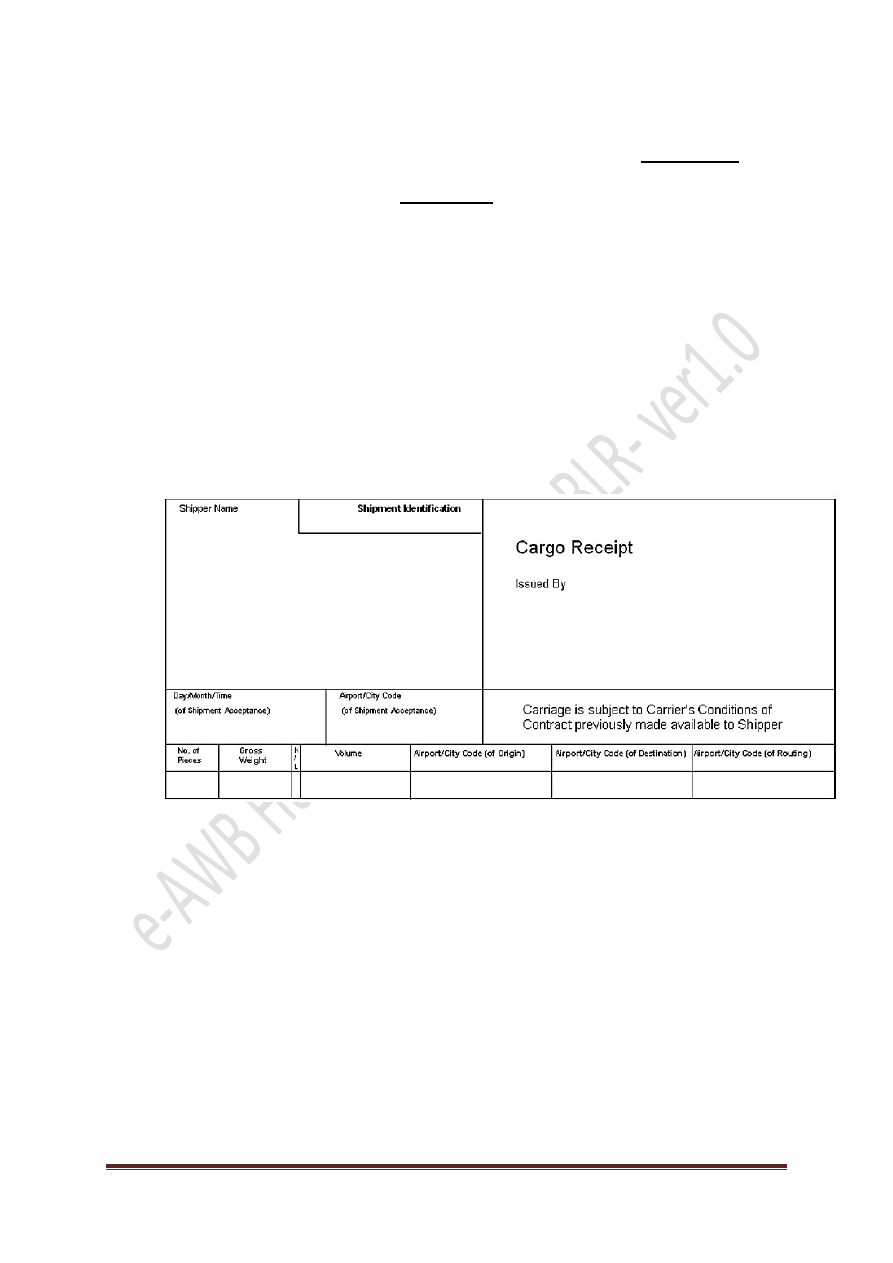 BLR- ver1.0
Shipper Name
Shipment Identification
Cargo Receipt
Issued By
Day/Month/Time
(of Shipment Acceptance)
Airport/City Code
(of Shipment Acceptance)
Carriage is subject to Carrier's Conditions of
Contract previously made available to Shipper
No. of
Pieces
Gross
Weight
K
/
L
Volume
Airport/City Code (of Origin)
Airport/City Code (of Destination)
Airport/City Code (of Routing)
e-AWB